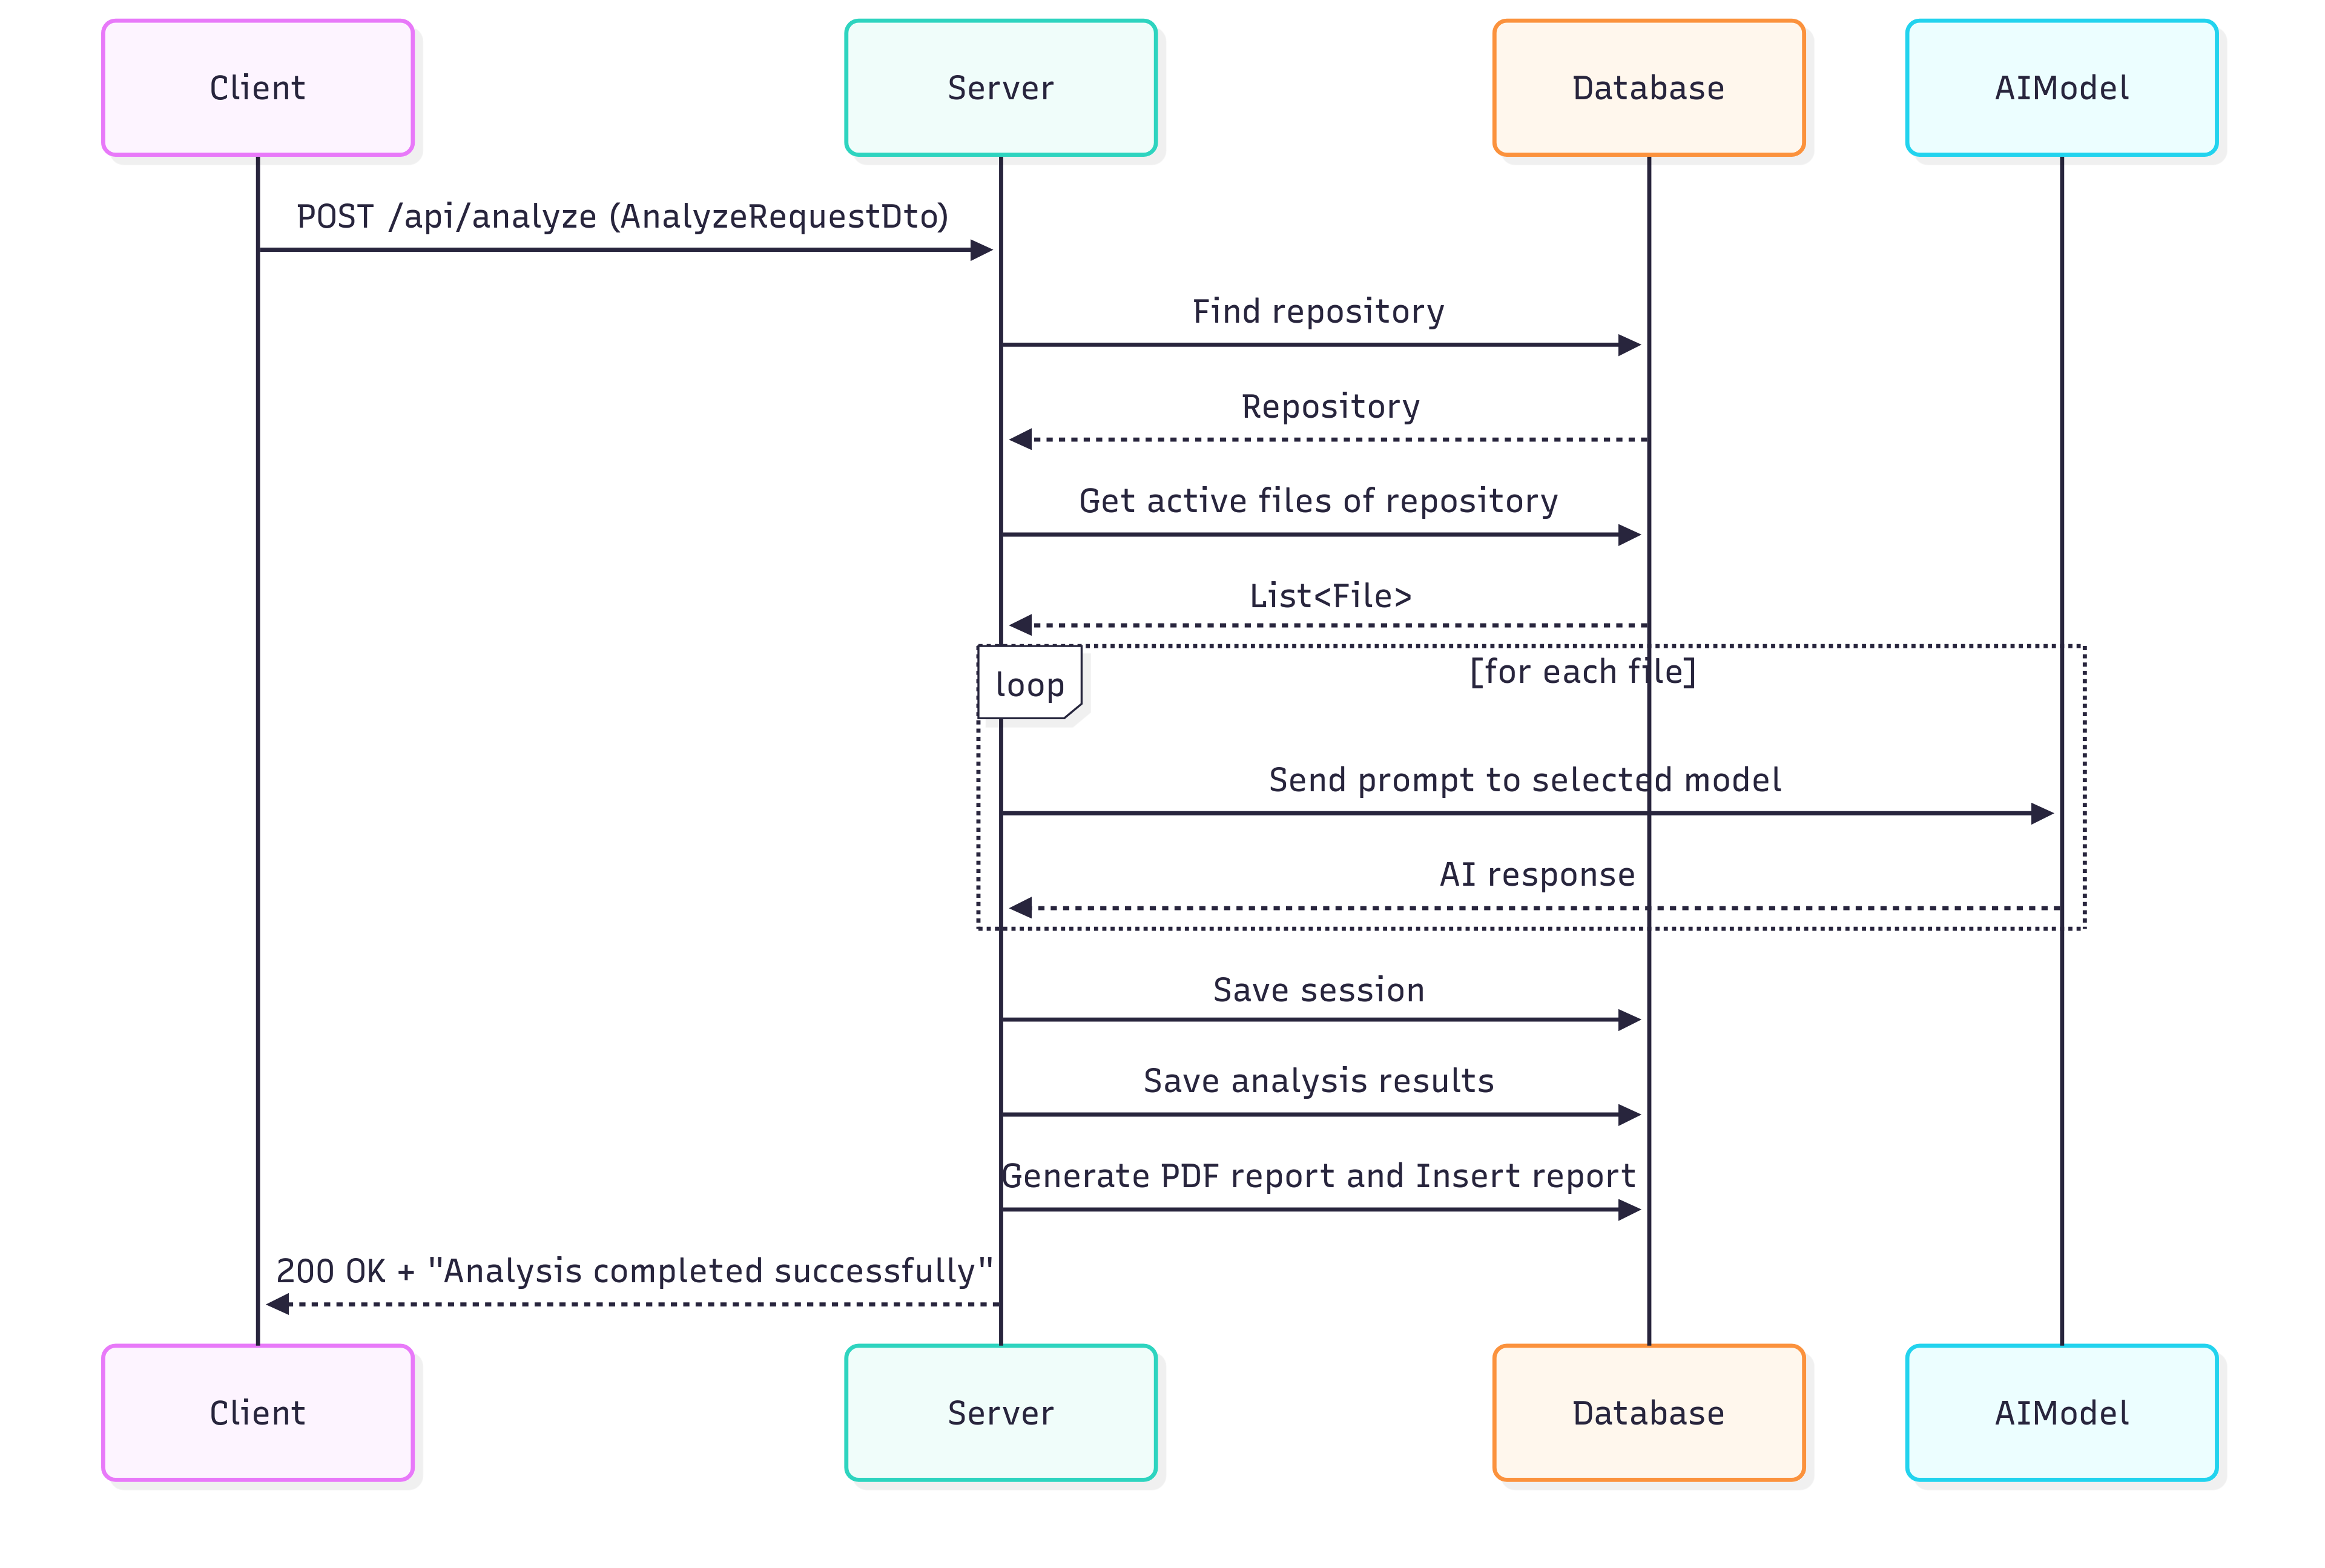 Client
Server
Database
AIModel
POST /api/analyze (AnalyzeRequestDto)
Find repository
Repository
Get active files of repository
List<File>
loop
[for each file]
Send prompt to selected model
AI response
Save session
Save analysis results
Generate PDF report and Insert report
200 OK + "Analysis completed successfully"
Client
Server
Database
AIModel